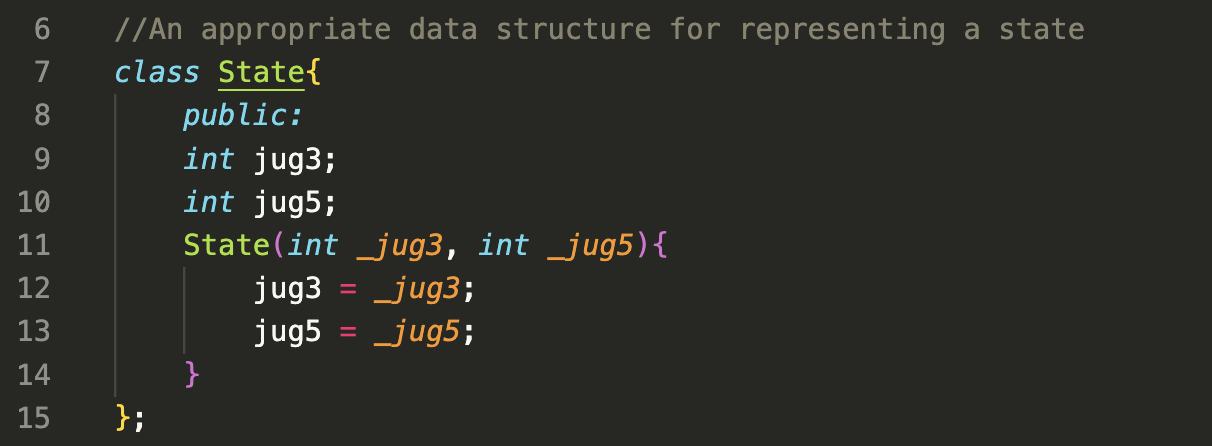 6 //An appropriate data structure for representing a state
7 class State{
8 public:
9 int jug3;
10 int jug5;
11 State(int _jug3, int _jug5){
12 jug3 = _jug3;
13 jug5 = _jug5;
14 }
15 };